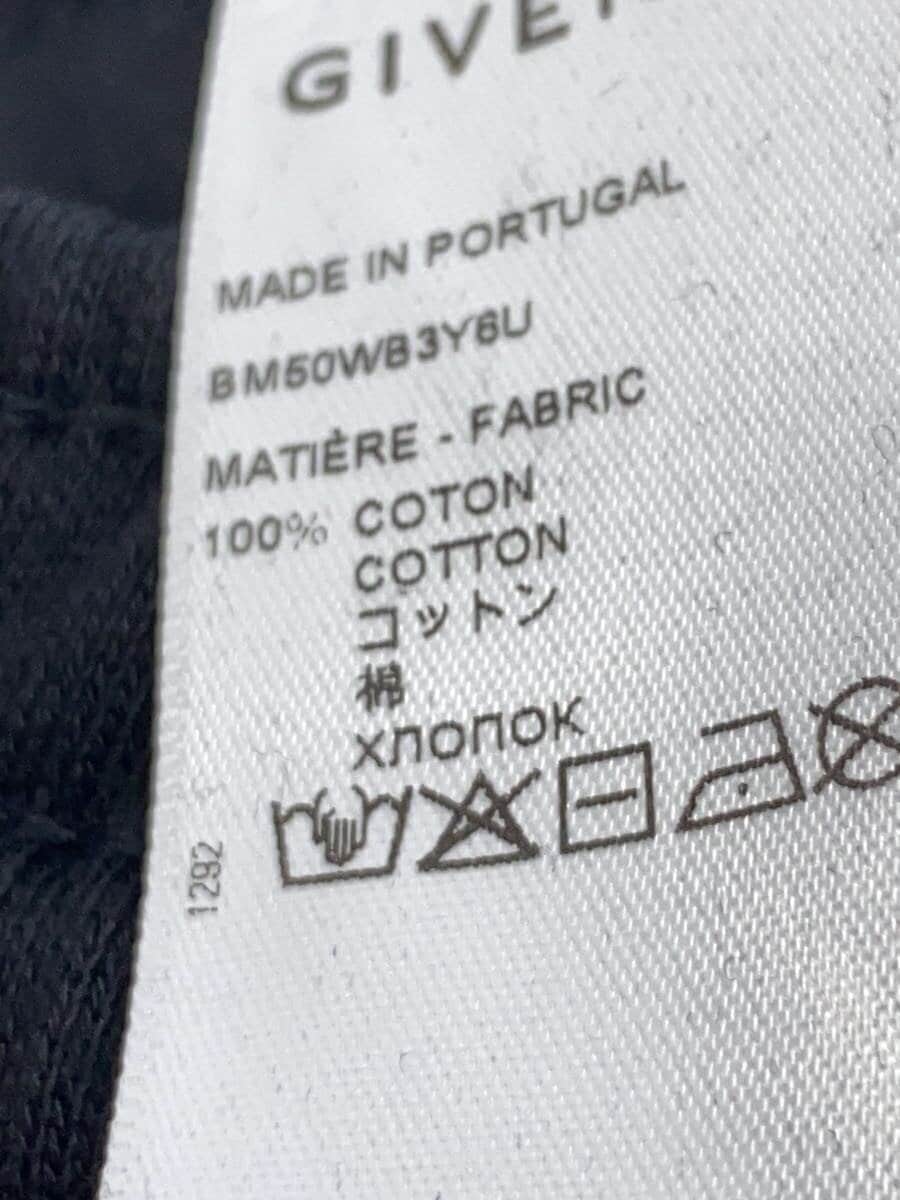 GIVE
MADE IN PORTUGAL
BM50WB3Y6U
MATIÈRE - FABRIC
100% COTON
COTTON
コットン
棉
ХЛОПОК
1292